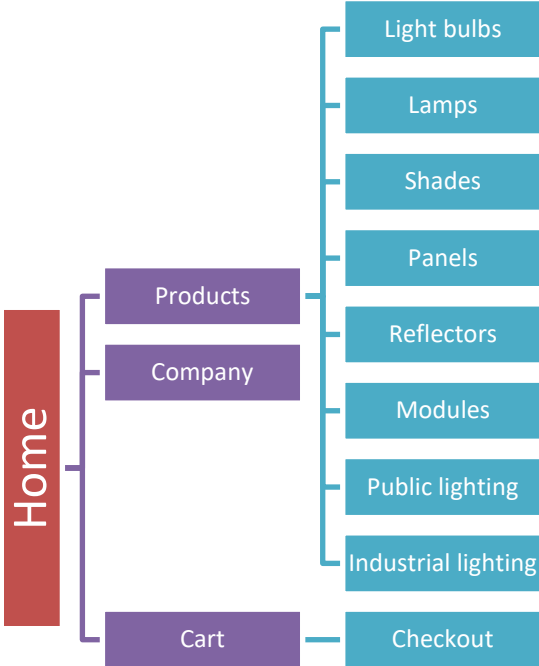 Home
Products
Light bulbs
Lamps
Shades
Panels
Reflectors
Modules
Public lighting
Industrial lighting
Company
Cart
Checkout